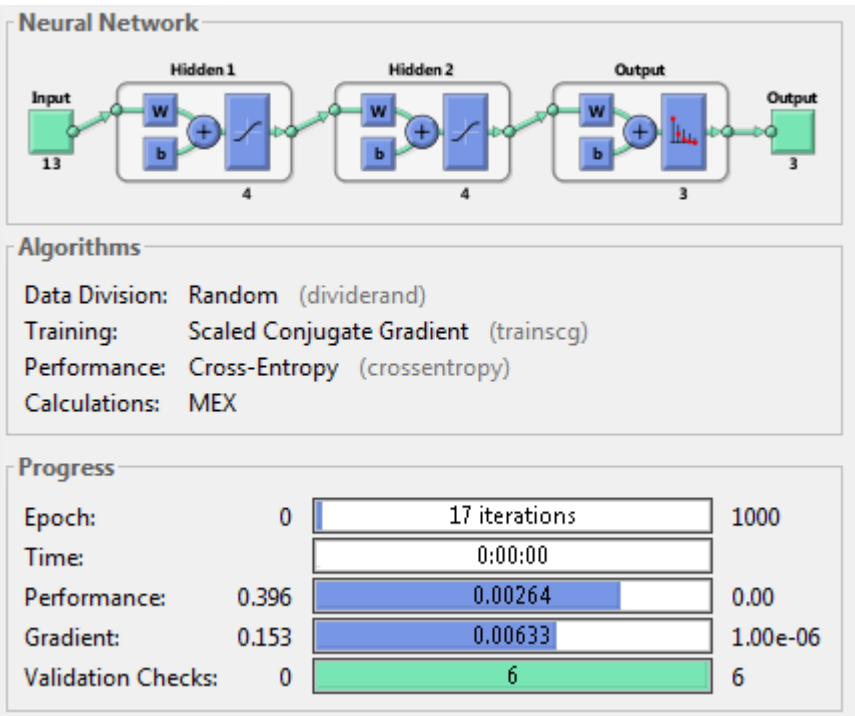 Neural Network
Hidden 1 Hidden 2 Output
Input Output
W W W
+ + +
b b b
13 3
4 4 3
Algorithms
Data Division: Random (dividerand)
Training: Scaled Conjugate Gradient (trainscg)
Performance: Cross-Entropy (crossentropy)
Calculations: MEX
Progress
Epoch: 0 17 iterations 1000
Time: 0:00:00
Performance: 0.396 0.00264 0.00
Gradient: 0.153 0.00633 1.00e-06
Validation Checks: 0 6 6